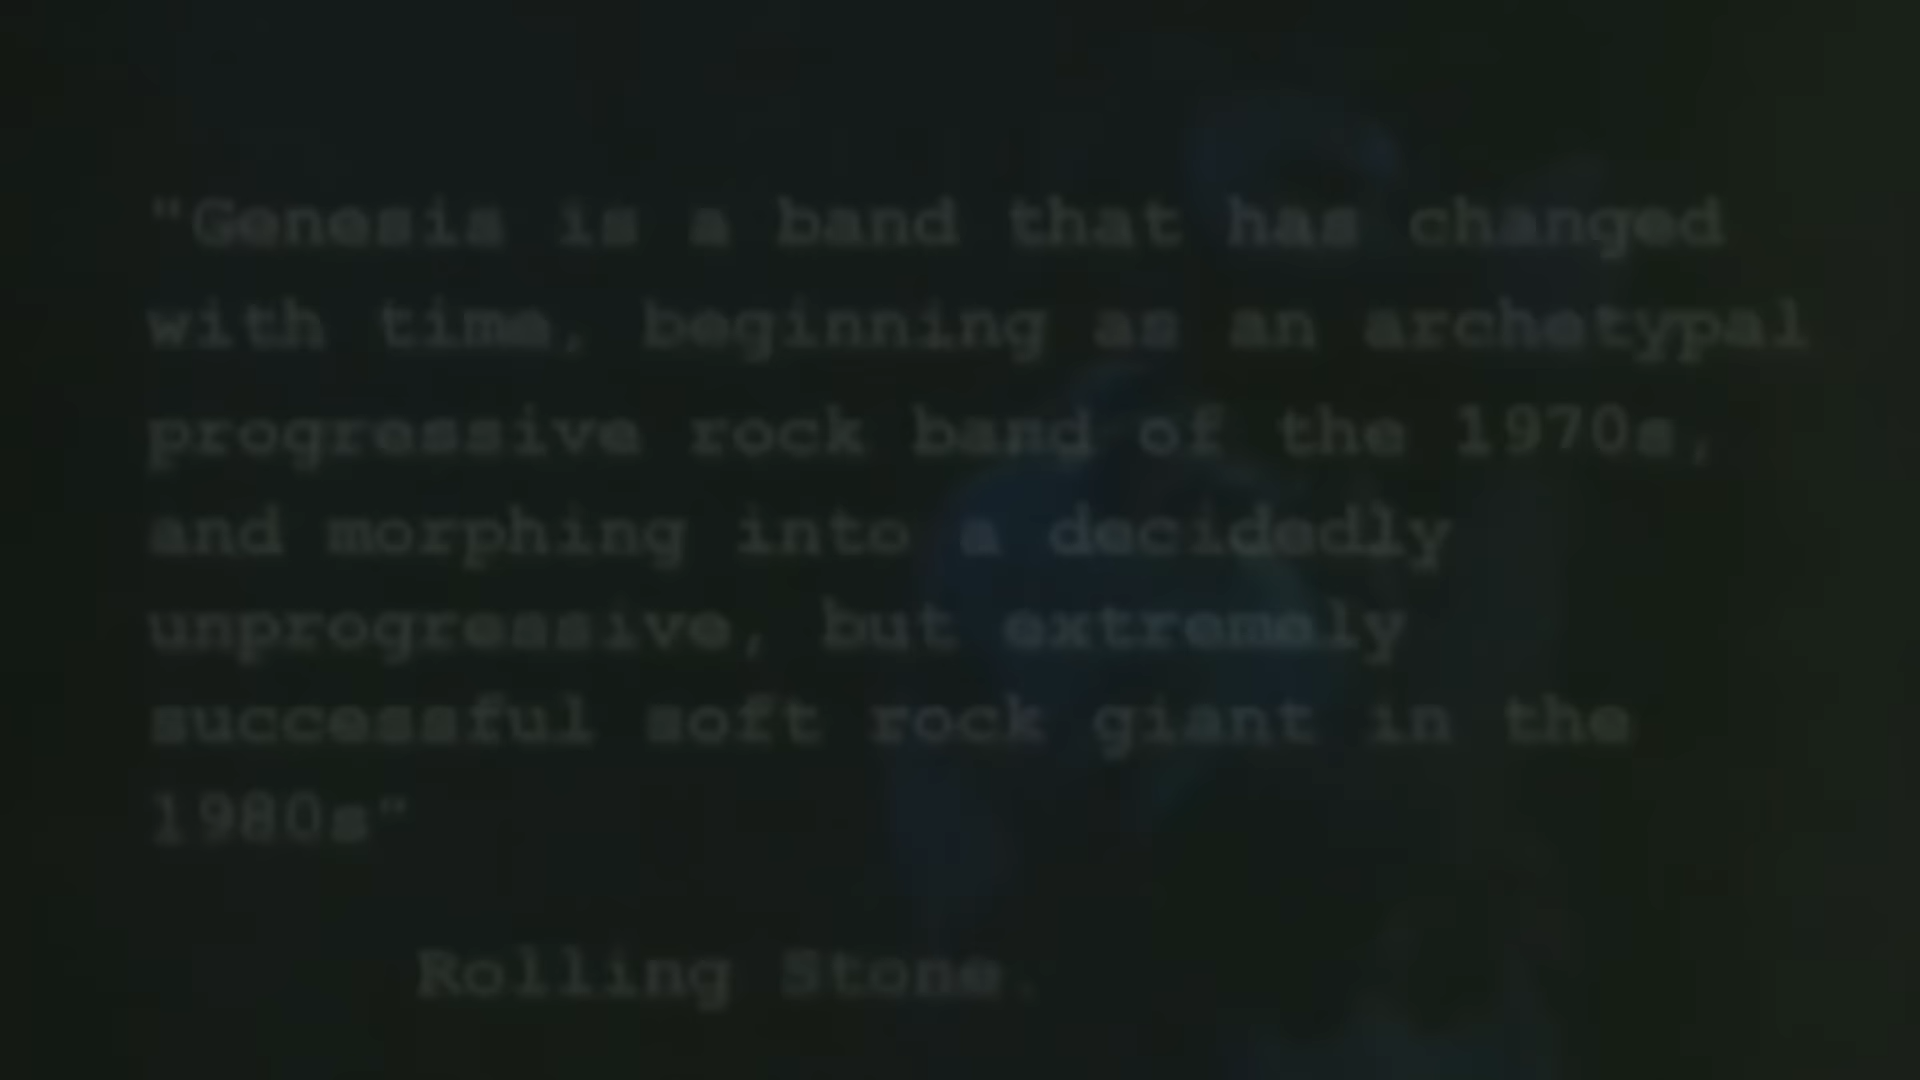 "Genesis is a band that has changed
with time, beginning as an archetypal
progressive rock band of the 1970s,
and morphing into a decidedly
unprogressive, but extremely
successful soft rock giant in the
1980s"
Rolling Stone.